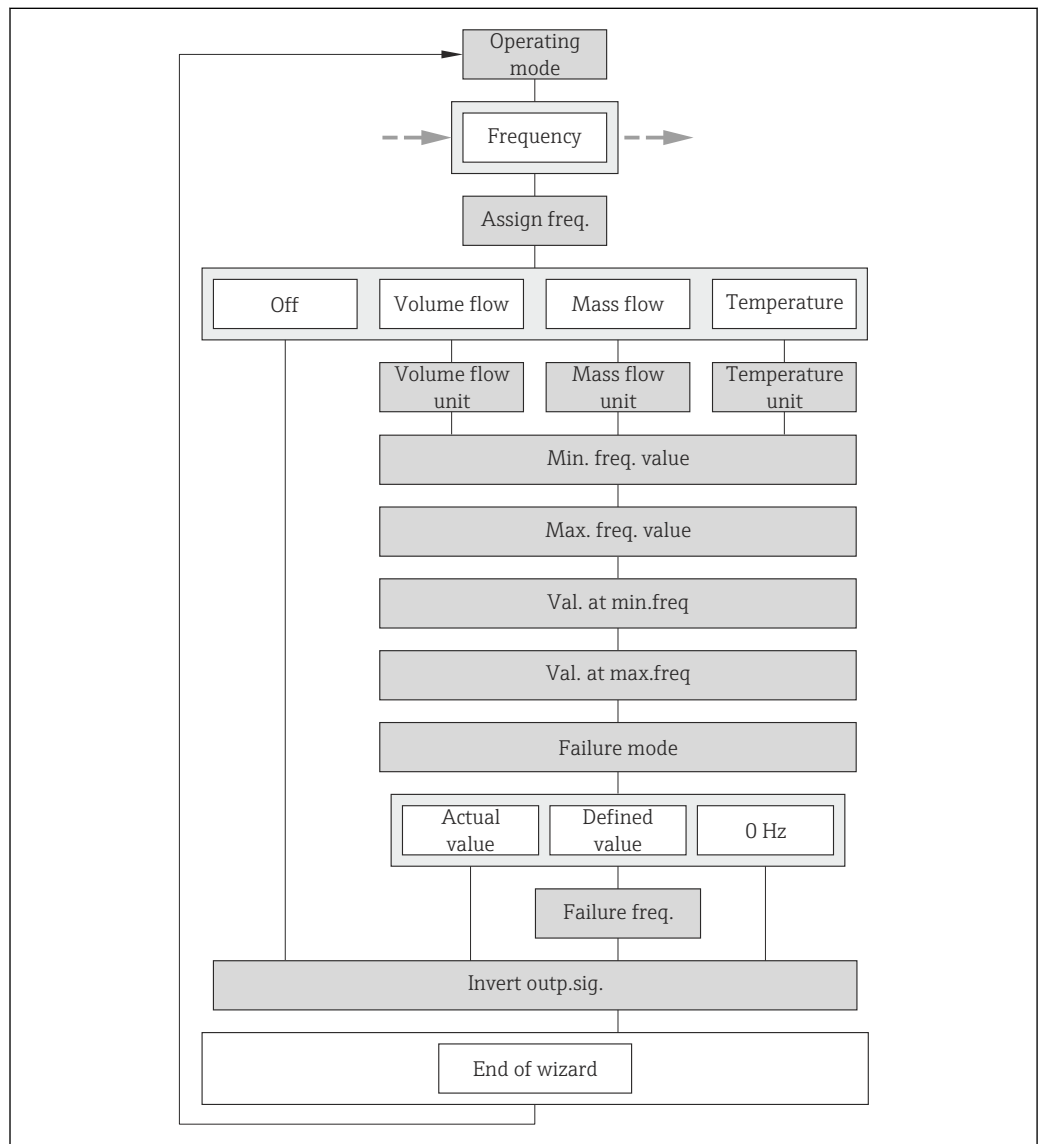 Operating
mode
Frequency
Assign freq.
Off
Volume flow
Mass flow
Temperature
Volume flow
unit
Mass flow
unit
Temperature
unit
Min. freq. value
Max. freq. value
Val. at min.freq
Val. at max.freq
Failure mode
Actual
value
Defined
value
0 Hz
Failure freq.
Invert outp.sig.
End of wizard